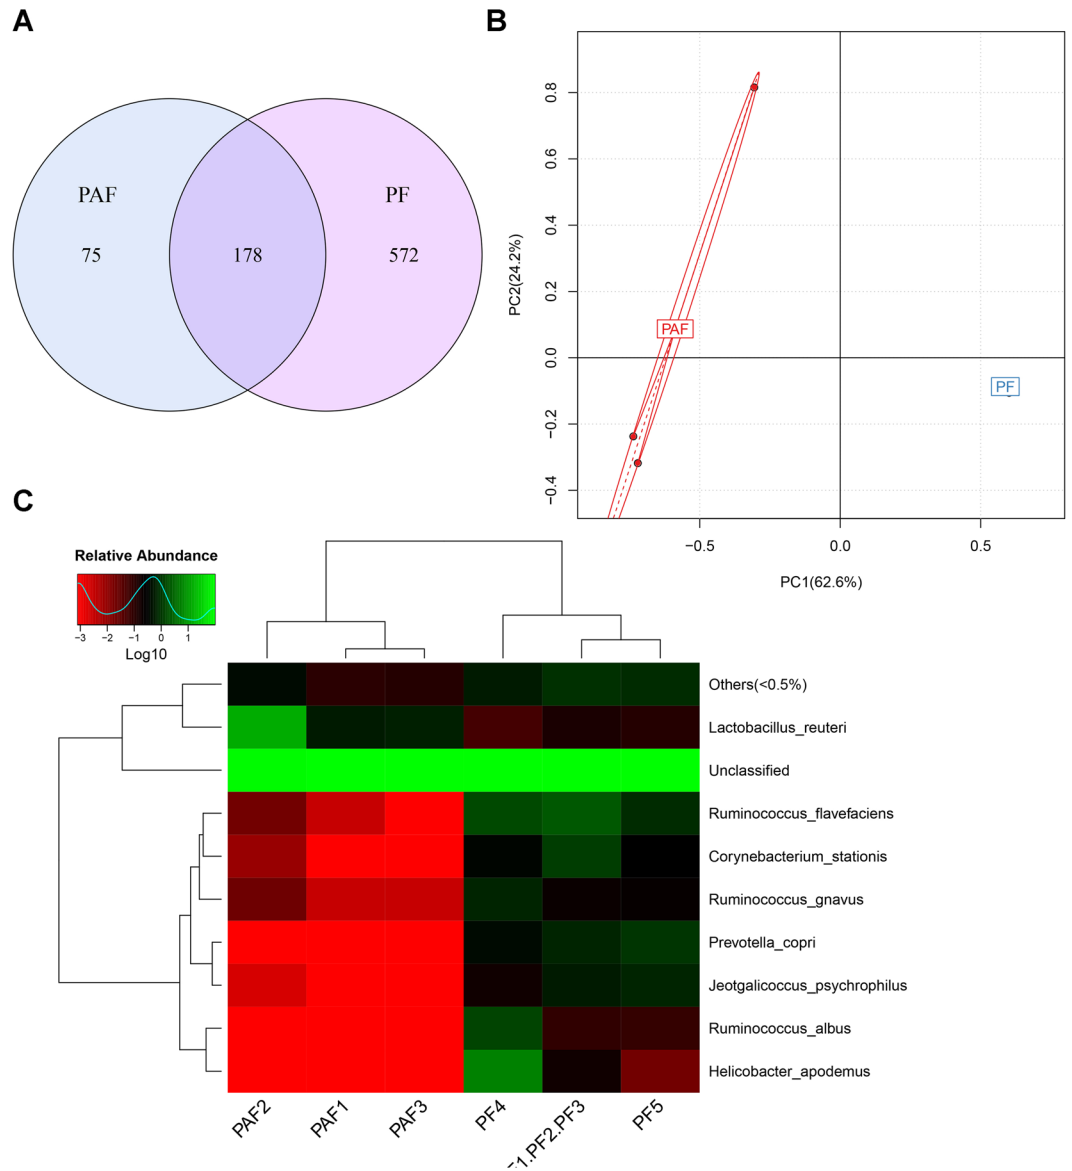 A
B
PAF
PF
75
178
572
0.8
0.6
0.4
0.2
0.0
−0.2
−0.4
PC2(24.2%)
PAF
PF
−0.5
0.0
0.5
PC1(62.6%)
C
Relative Abundance
−3
−2
−1
0
1
Log10
Others(<0.5%)
Lactobacillus_reuteri
Unclassified
Ruminococcus_flavefaciens
Corynebacterium_stationis
Ruminococcus_gnavus
Prevotella_copri
Jeotgalicoccus_psychrophilus
Ruminococcus_albus
Helicobacter_apodemus
PAF2
PAF1
PAF3
PF4
F1.PF2.PF3
PF5